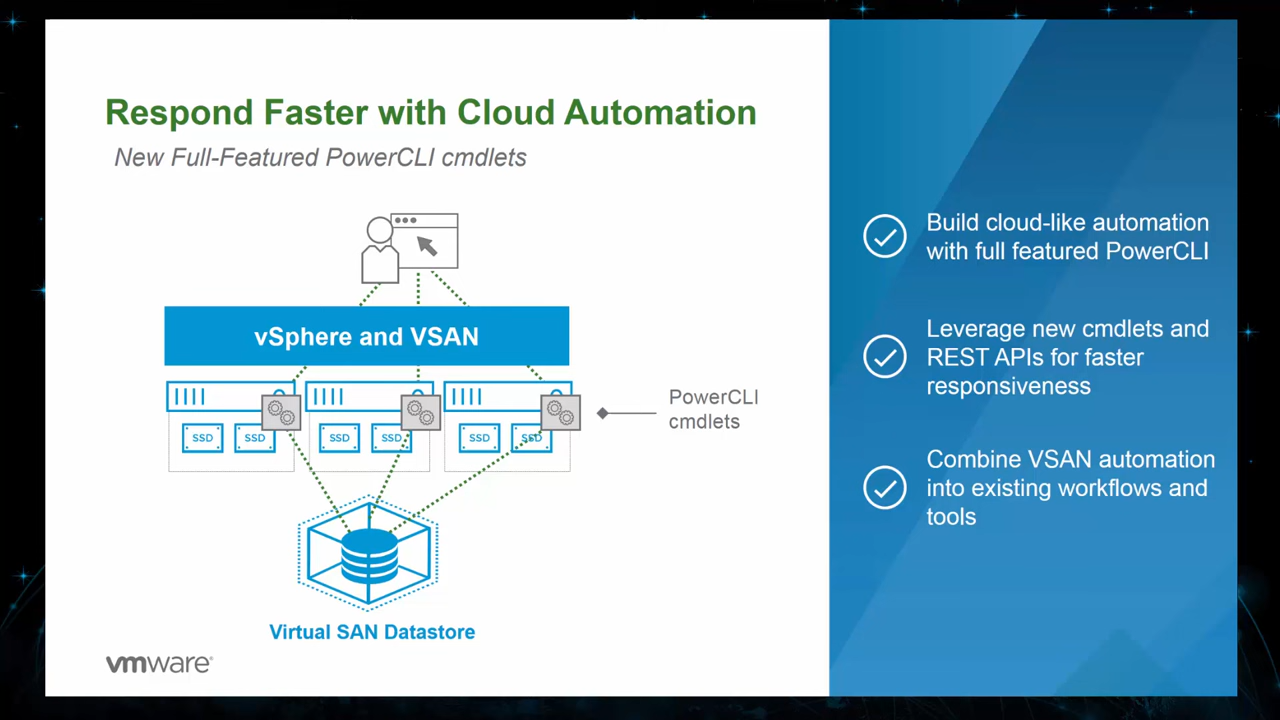 Respond Faster with Cloud Automation
New Full-Featured PowerCLI cmdlets
vSphere and VSAN
SSD
SSD
SSD
SSD
SSD
SSD
PowerCLI
cmdlets
Virtual SAN Datastore
vmware®
Build cloud-like automation
with full featured PowerCLI
Leverage new cmdlets and
REST APIs for faster
responsiveness
Combine VSAN automation
into existing workflows and
tools